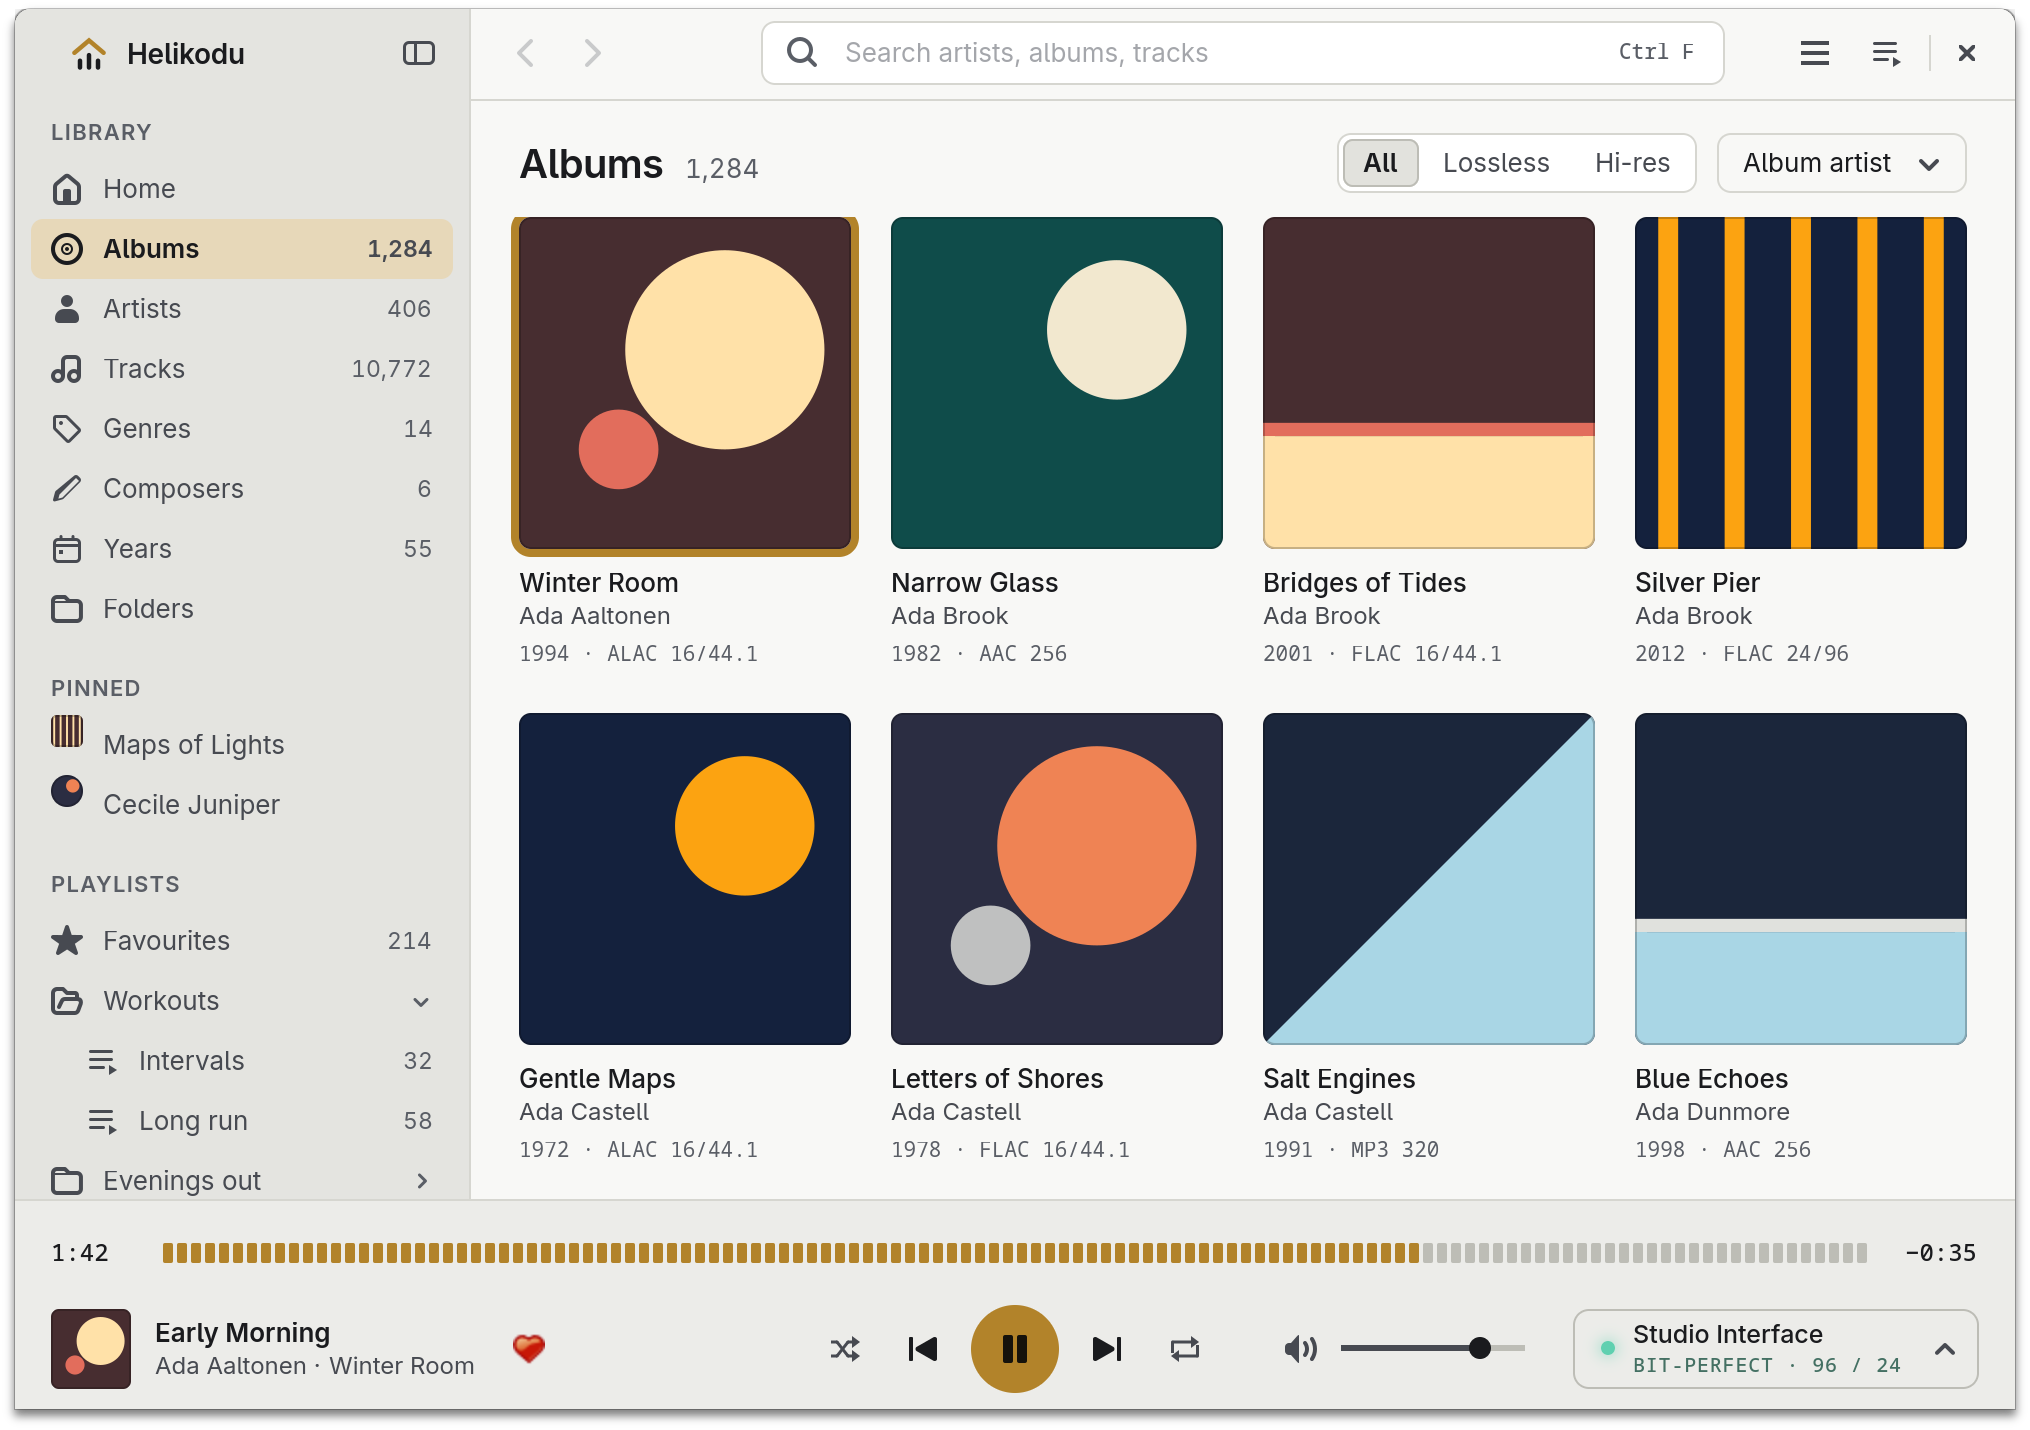 Helikodu
Search artists, albums, tracks
Ctrl F
LIBRARY
Home
Albums 1,284
Artists 406
Tracks 10,772
Genres 14
Composers 6
Years 55
Folders
PINNED
Maps of Lights
Cecile Juniper
PLAYLISTS
Favourites 214
Workouts
Intervals 32
Long run 58
Evenings out
Albums 1,284
All Lossless Hi-res
Album artist
Winter Room
Ada Aaltonen
1994 · ALAC 16/44.1
Narrow Glass
Ada Brook
1982 · AAC 256
Bridges of Tides
Ada Brook
2001 · FLAC 16/44.1
Silver Pier
Ada Brook
2012 · FLAC 24/96
Gentle Maps
Ada Castell
1972 · ALAC 16/44.1
Letters of Shores
Ada Castell
1978 · FLAC 16/44.1
Salt Engines
Ada Castell
1991 · MP3 320
Blue Echoes
Ada Dunmore
1998 · AAC 256
1:42
−0:35
Early Morning
Ada Aaltonen · Winter Room
Studio Interface
BIT-PERFECT · 96 / 24